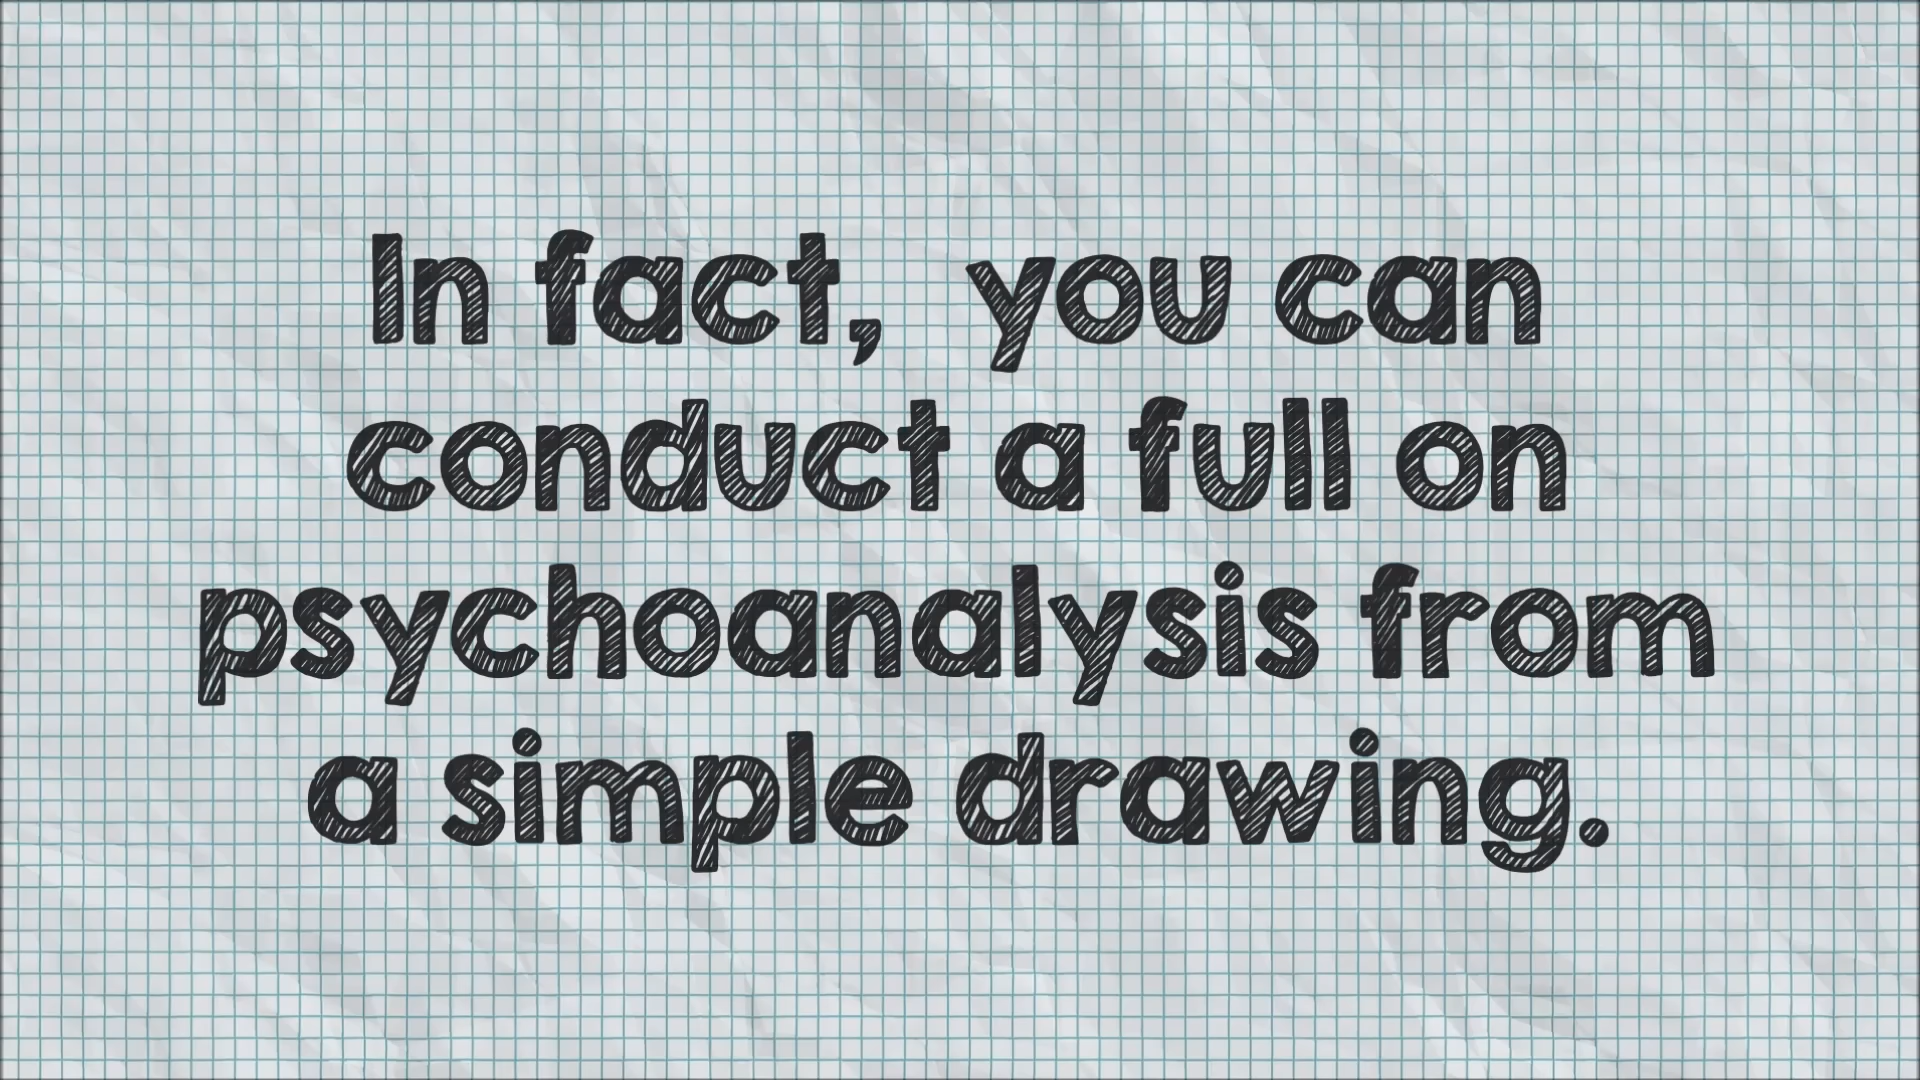 In fact,  you can
conduct a full on
psychoanalysis from
a simple drawing.